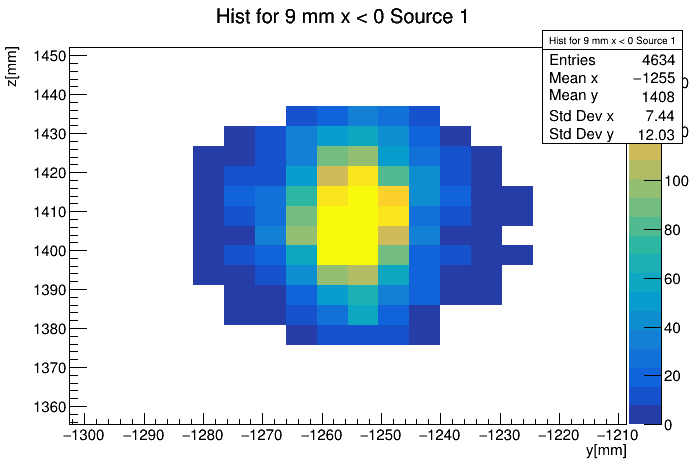 Hist for 9 mm x < 0 Source 1
z[mm]
1450
1440
1430
1420
1410
1400
1390
1380
1370
1360
−1300 −1290 −1280 −1270 −1260 −1250 −1240 −1230 −1220 −1210
y[mm]
Hist for 9 mm x < 0 Source 1
Entries 4634
Mean x −1255
Mean y 1408
Std Dev x 7.44
Std Dev y 12.03
0
0
100
80
60
40
20
0